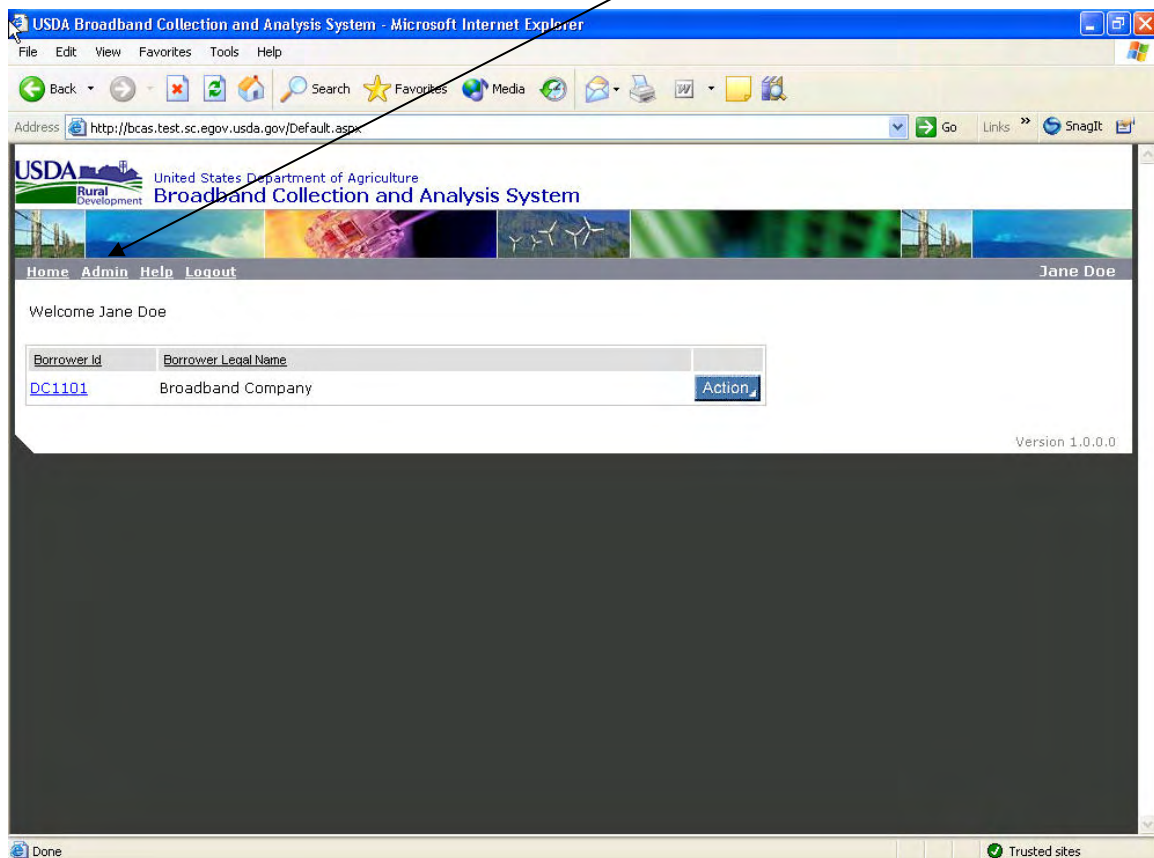 USDA Broadband Collection and Analysis System - Microsoft Internet Explorer
File Edit View Favorites Tools Help
Back Search Favorites Media
Address http://bcas.test.sc.egov.usda.gov/Default.aspx Go Links » SnagIt
USDA Rural Development
United States Department of Agriculture
Broadband Collection and Analysis System
Home Admin Help Logout Jane Doe
Welcome Jane Doe
Borrower Id Borrower Legal Name
DC1101 Broadband Company Action
Version 1.0.0.0
Done Trusted sites